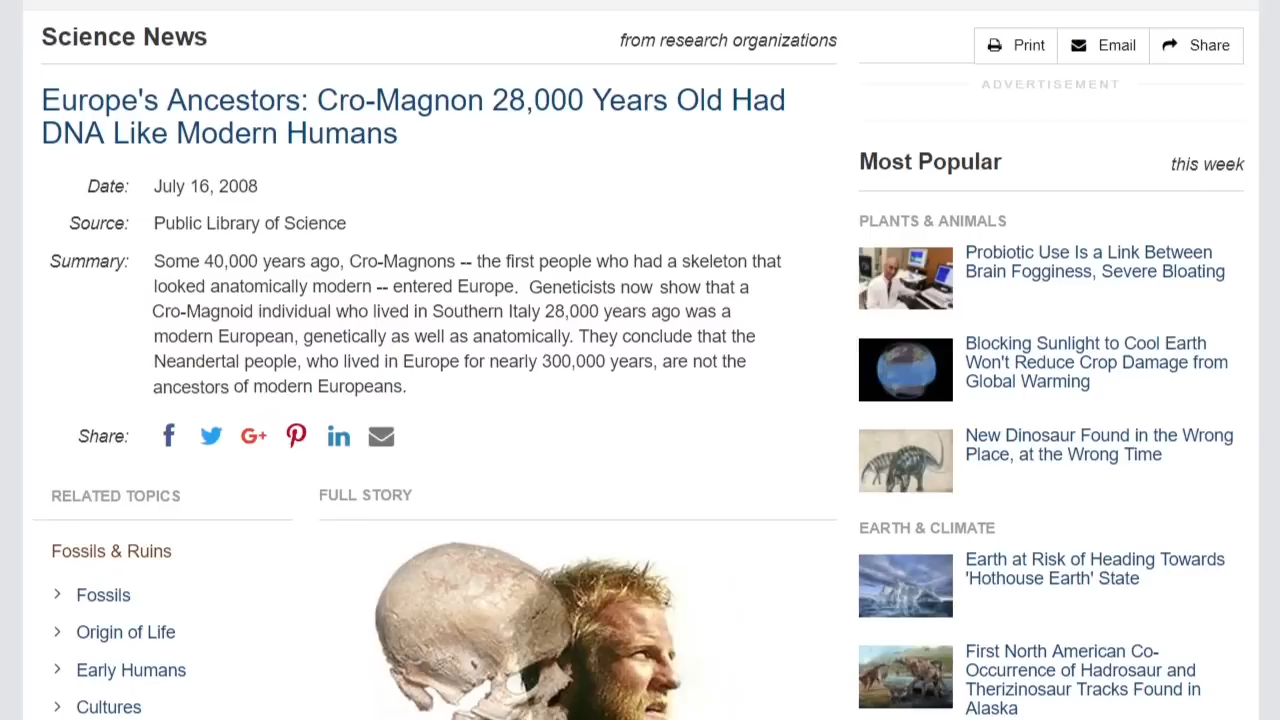 Science News
from research organizations
Print
Email
Share
ADVERTISEMENT
Europe's Ancestors: Cro-Magnon 28,000 Years Old Had
DNA Like Modern Humans
Date: July 16, 2008
Source: Public Library of Science
Summary: Some 40,000 years ago, Cro-Magnons -- the first people who had a skeleton that
looked anatomically modern -- entered Europe. Geneticists now show that a
Cro-Magnoid individual who lived in Southern Italy 28,000 years ago was a
modern European, genetically as well as anatomically. They conclude that the
Neandertal people, who lived in Europe for nearly 300,000 years, are not the
ancestors of modern Europeans.
Share:
RELATED TOPICS
Fossils & Ruins
Fossils
Origin of Life
Early Humans
Cultures
FULL STORY
Most Popular
this week
PLANTS & ANIMALS
Probiotic Use Is a Link Between
Brain Fogginess, Severe Bloating
Blocking Sunlight to Cool Earth
Won't Reduce Crop Damage from
Global Warming
New Dinosaur Found in the Wrong
Place, at the Wrong Time
EARTH & CLIMATE
Earth at Risk of Heading Towards
'Hothouse Earth' State
First North American Co-
Occurrence of Hadrosaur and
Therizinosaur Tracks Found in
Alaska